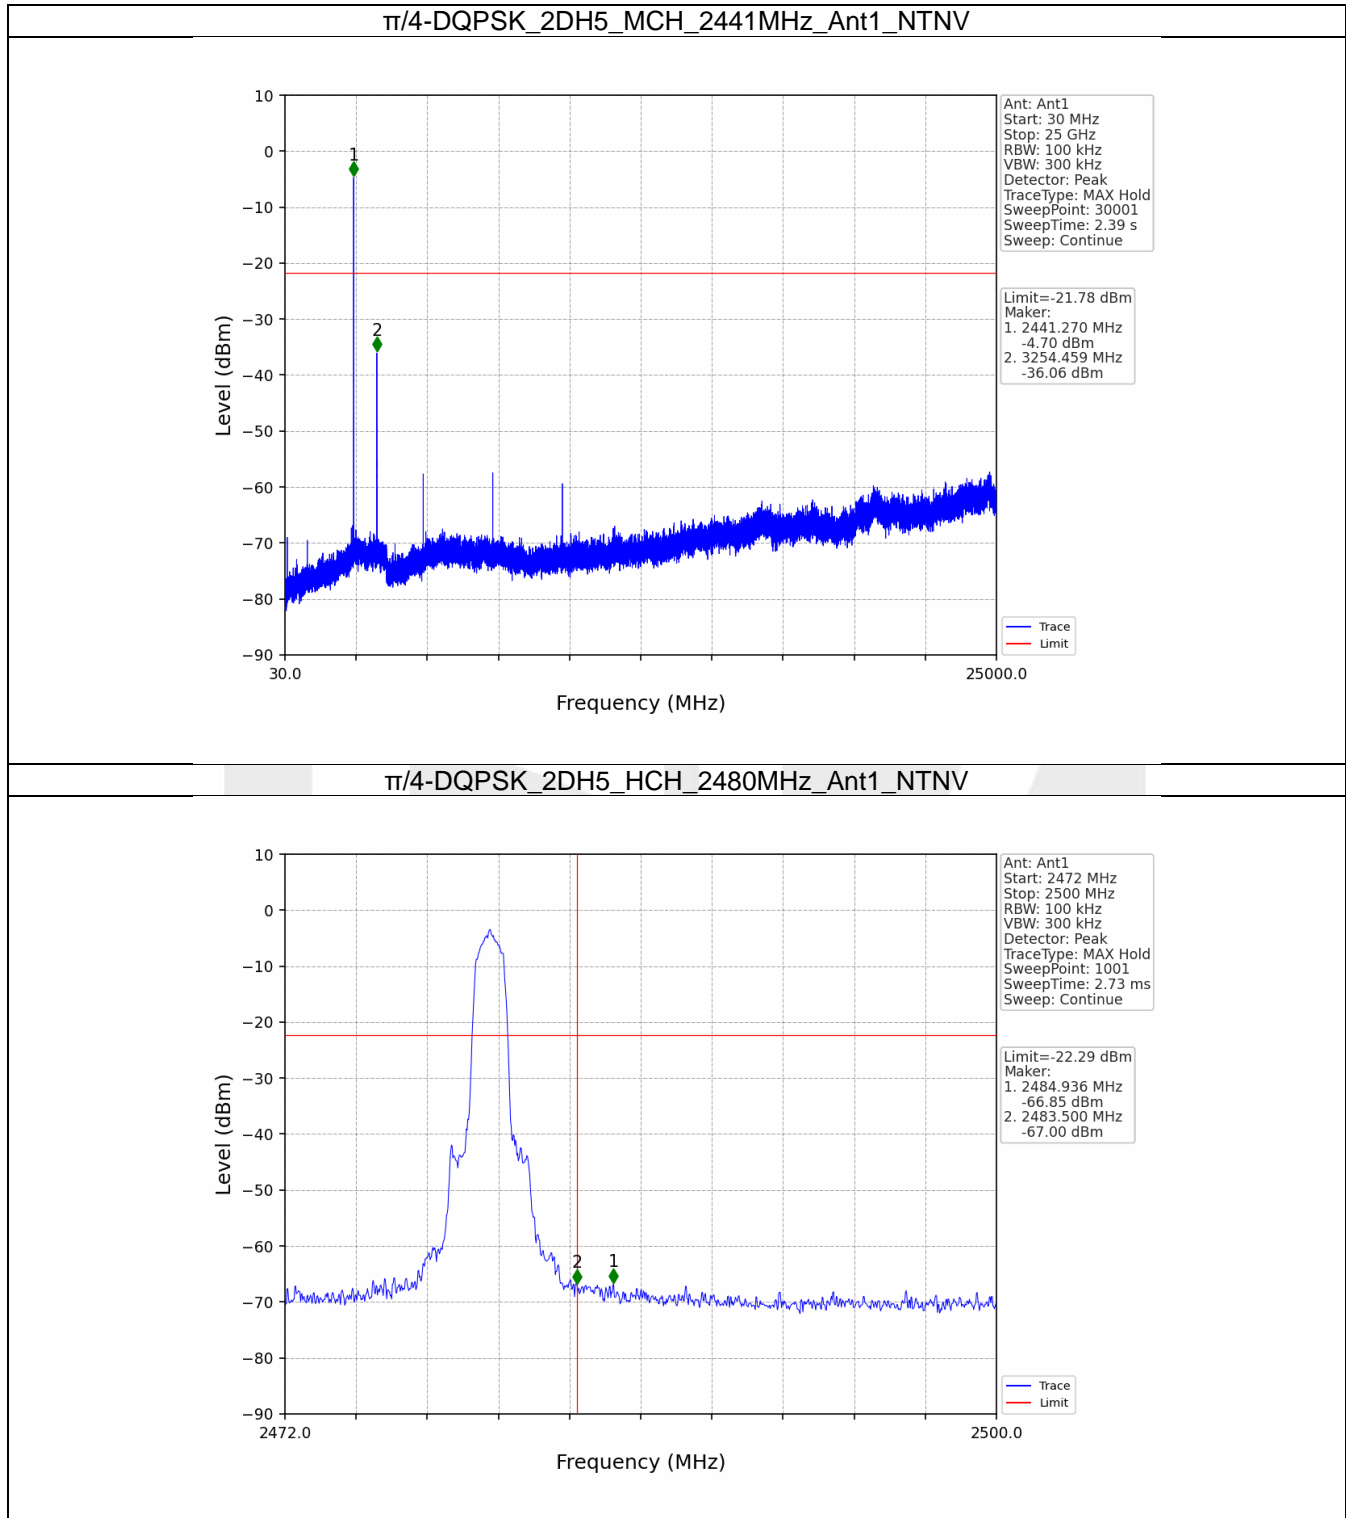 π/4-DQPSK_2DH5_MCH_2441MHz_Ant1_NTNV
10
0
−10
−20
−30
−40
−50
−60
−70
−80
−90
Level (dBm)
1
2
30.0
25000.0
Frequency (MHz)
Ant: Ant1
Start: 30 MHz
Stop: 25 GHz
RBW: 100 kHz
VBW: 300 kHz
Detector: Peak
TraceType: MAX Hold
SweepPoint: 30001
SweepTime: 2.39 s
Sweep: Continue
Limit=-21.78 dBm
Maker:
1. 2441.270 MHz
-4.70 dBm
2. 3254.459 MHz
-36.06 dBm
Trace
Limit
π/4-DQPSK_2DH5_HCH_2480MHz_Ant1_NTNV
10
0
−10
−20
−30
−40
−50
−60
−70
−80
−90
Level (dBm)
2
1
2472.0
2500.0
Frequency (MHz)
Ant: Ant1
Start: 2472 MHz
Stop: 2500 MHz
RBW: 100 kHz
VBW: 300 kHz
Detector: Peak
TraceType: MAX Hold
SweepPoint: 1001
SweepTime: 2.73 ms
Sweep: Continue
Limit=-22.29 dBm
Maker:
1. 2484.936 MHz
-66.85 dBm
2. 2483.500 MHz
-67.00 dBm
Trace
Limit